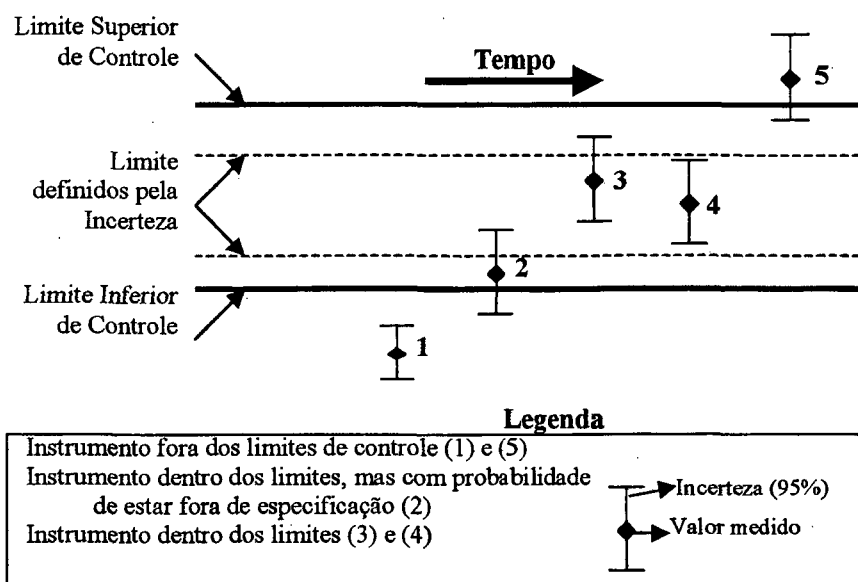 Limite Superior
de Controle
Tempo
5
Limite
definidos pela
Incerteza
3
4
2
Limite Inferior
de Controle
1
Legenda
Instrumento fora dos limites de controle (1) e (5)
Instrumento dentro dos limites, mas com probabilidade
de estar fora de especificação (2)
Instrumento dentro dos limites (3) e (4)
Incerteza (95%)
Valor medido